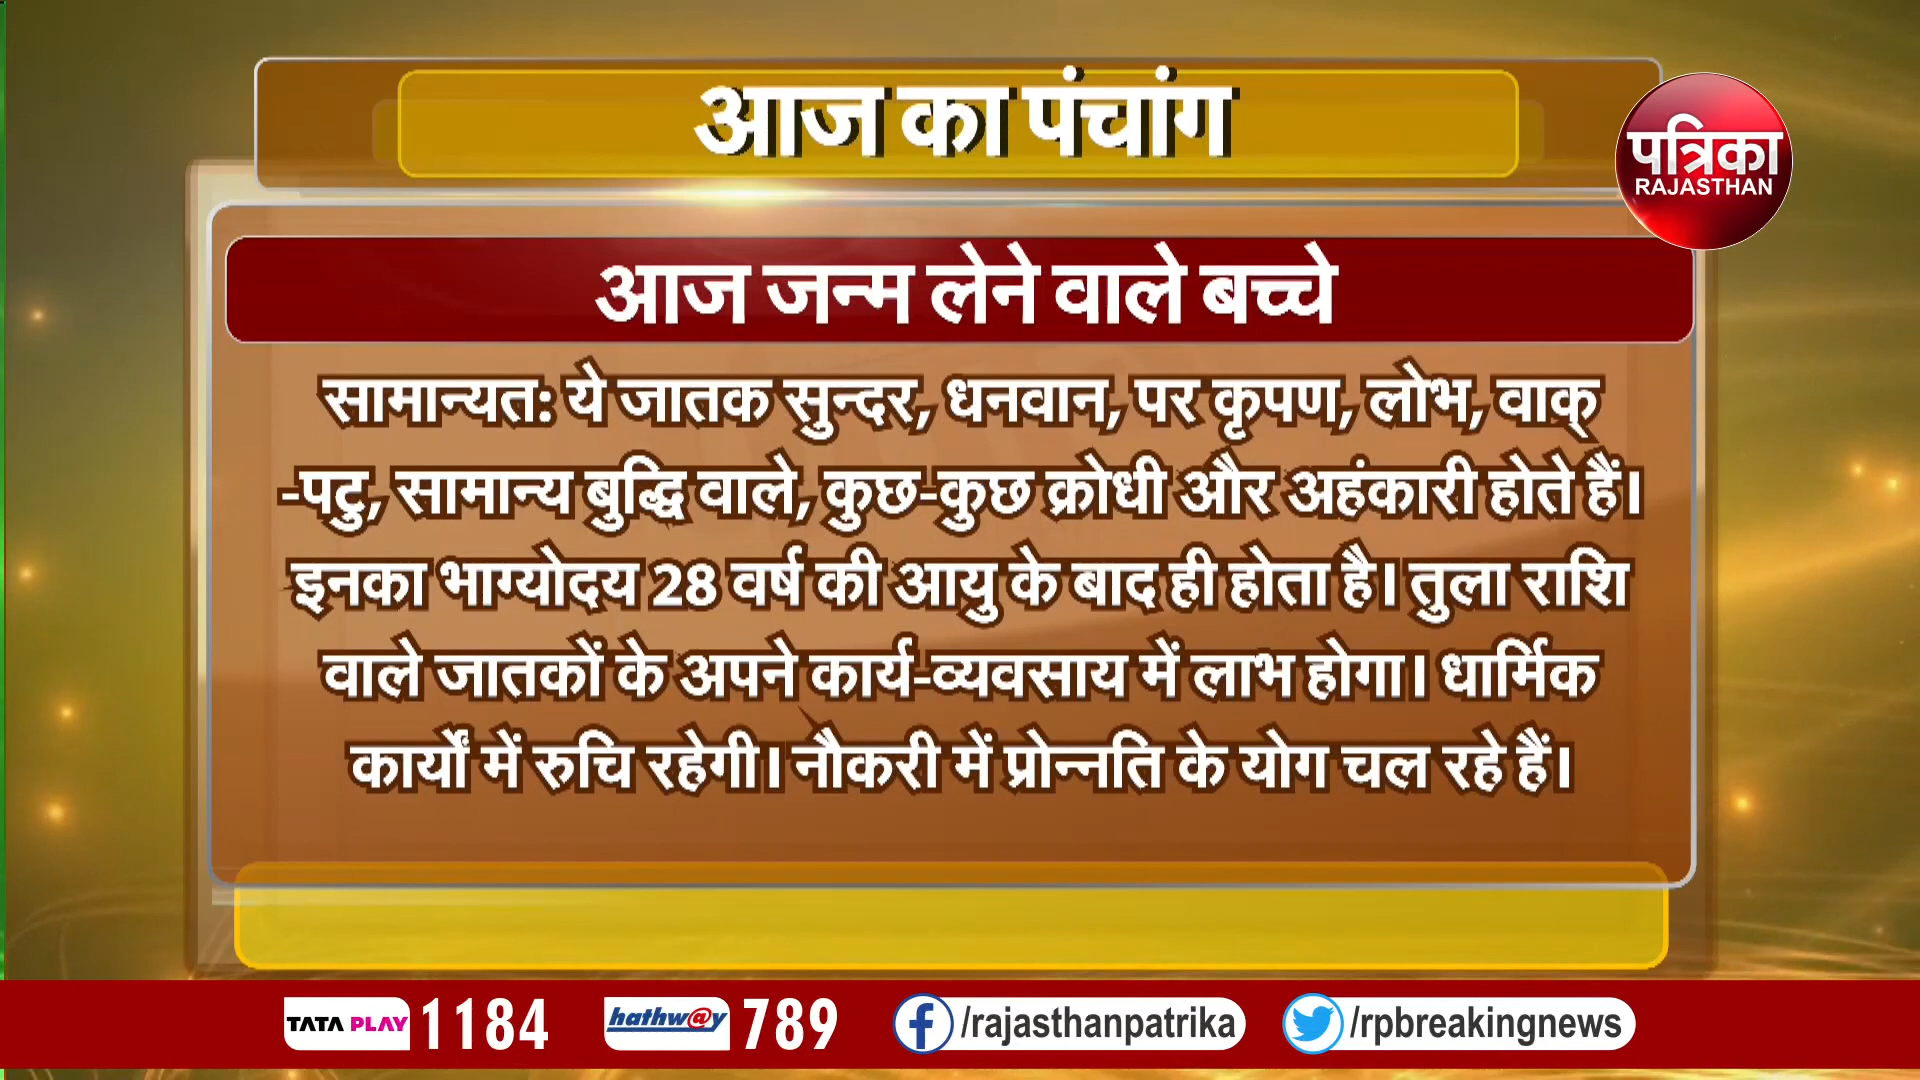 आज का पंचांग
पत्रिका
RAJASTHAN
आज जन्म लेने वाले बच्चे
सामान्यत: ये जातक सुन्दर, धनवान, पर कृपण, लोभ, वाक्
-पटु, सामान्य बुद्धि वाले, कुछ-कुछ क्रोधी और अहंकारी होते हैं।
इनका भाग्योदय 28 वर्ष की आयु के बाद ही होता है। तुला राशि
वाले जातकों के अपने कार्य-व्यवसाय में लाभ होगा। धार्मिक
कार्यों में रुचि रहेगी। नौकरी में प्रोन्नति के योग चल रहे हैं।
TATA PLAY 1184 hathw@y 789 /rajasthanpatrika /rpbreakingnews